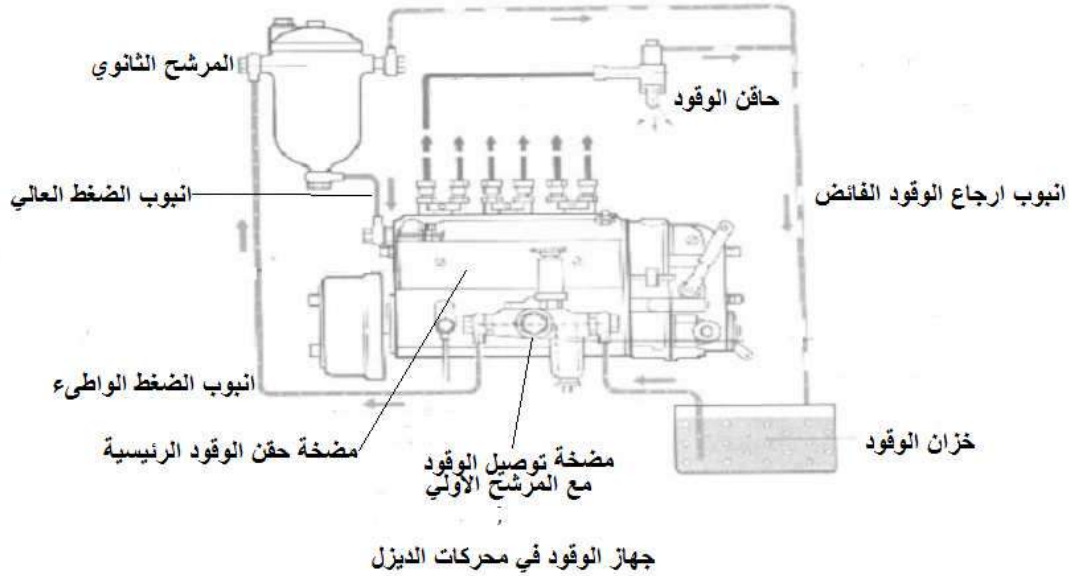 المرشح الثانوي
حاقن الوقود
انبوب الضغط العالي
انبوب ارجاع الوقود الفائض
انبوب الضغط الواطىء
خزان الوقود
مضخة حقن الوقود الرئيسية
مضخة توصيل الوقود
مع المرشح الاولي
جهاز الوقود في محركات الديزل